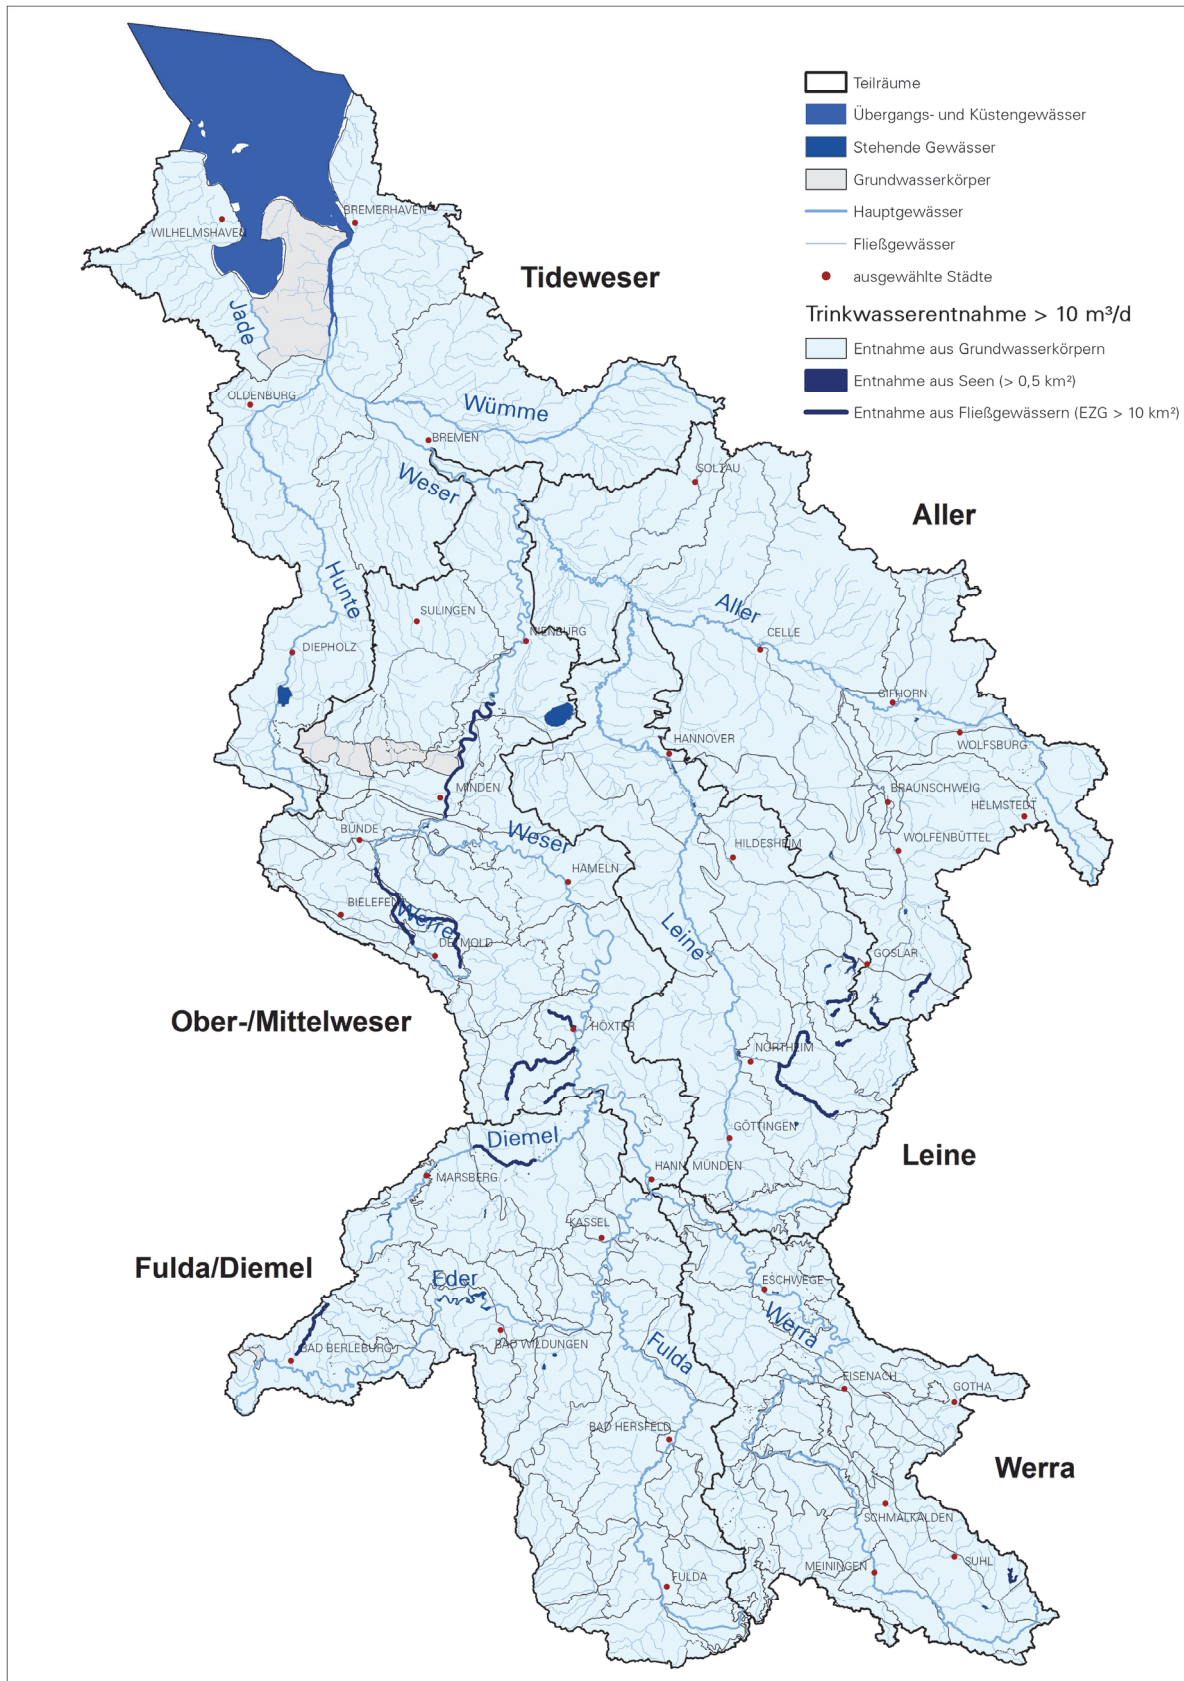 Teilräume
Übergangs- und Küstengewässer
Stehende Gewässer
Grundwasserkörper
Hauptgewässer
Fließgewässer
ausgewählte Städte
Trinkwasserentnahme > 10 m³/d
Entnahme aus Grundwasserkörpern
Entnahme aus Seen (> 0,5 km²)
Entnahme aus Fließgewässern (EZG > 10 km²)
BREMERHAVEN
WILHELMSHAVEN
Tideweser
Jade
OLDENBURG
Wümme
BREMEN
Weser
SOLTAU
Aller
Hunte
SULINGEN
Aller
NIENBURG
CELLE
DIEPHOLZ
GIFHORN
HANNOVER
WOLFSBURG
MINDEN
BRAUNSCHWEIG
HELMSTEDT
BÜNDE
Weser
HILDESHEIM
WOLFENBÜTTEL
HAMELN
BIELEFELD
Werre
Leine
DETMOLD
GOSLAR
Ober-/Mittelweser
HÖXTER
NORTHEIM
GÖTTINGEN
Diemel
Leine
HANN. MÜNDEN
MARSBERG
KASSEL
Fulda/Diemel
Eder
ESCHWEGE
Werra
BAD BERLEBURG
BAD WILDUNGEN
Fulda
EISENACH
GOTHA
BAD HERSFELD
Werra
SCHMALKALDEN
SUHL
MEININGEN
FULDA